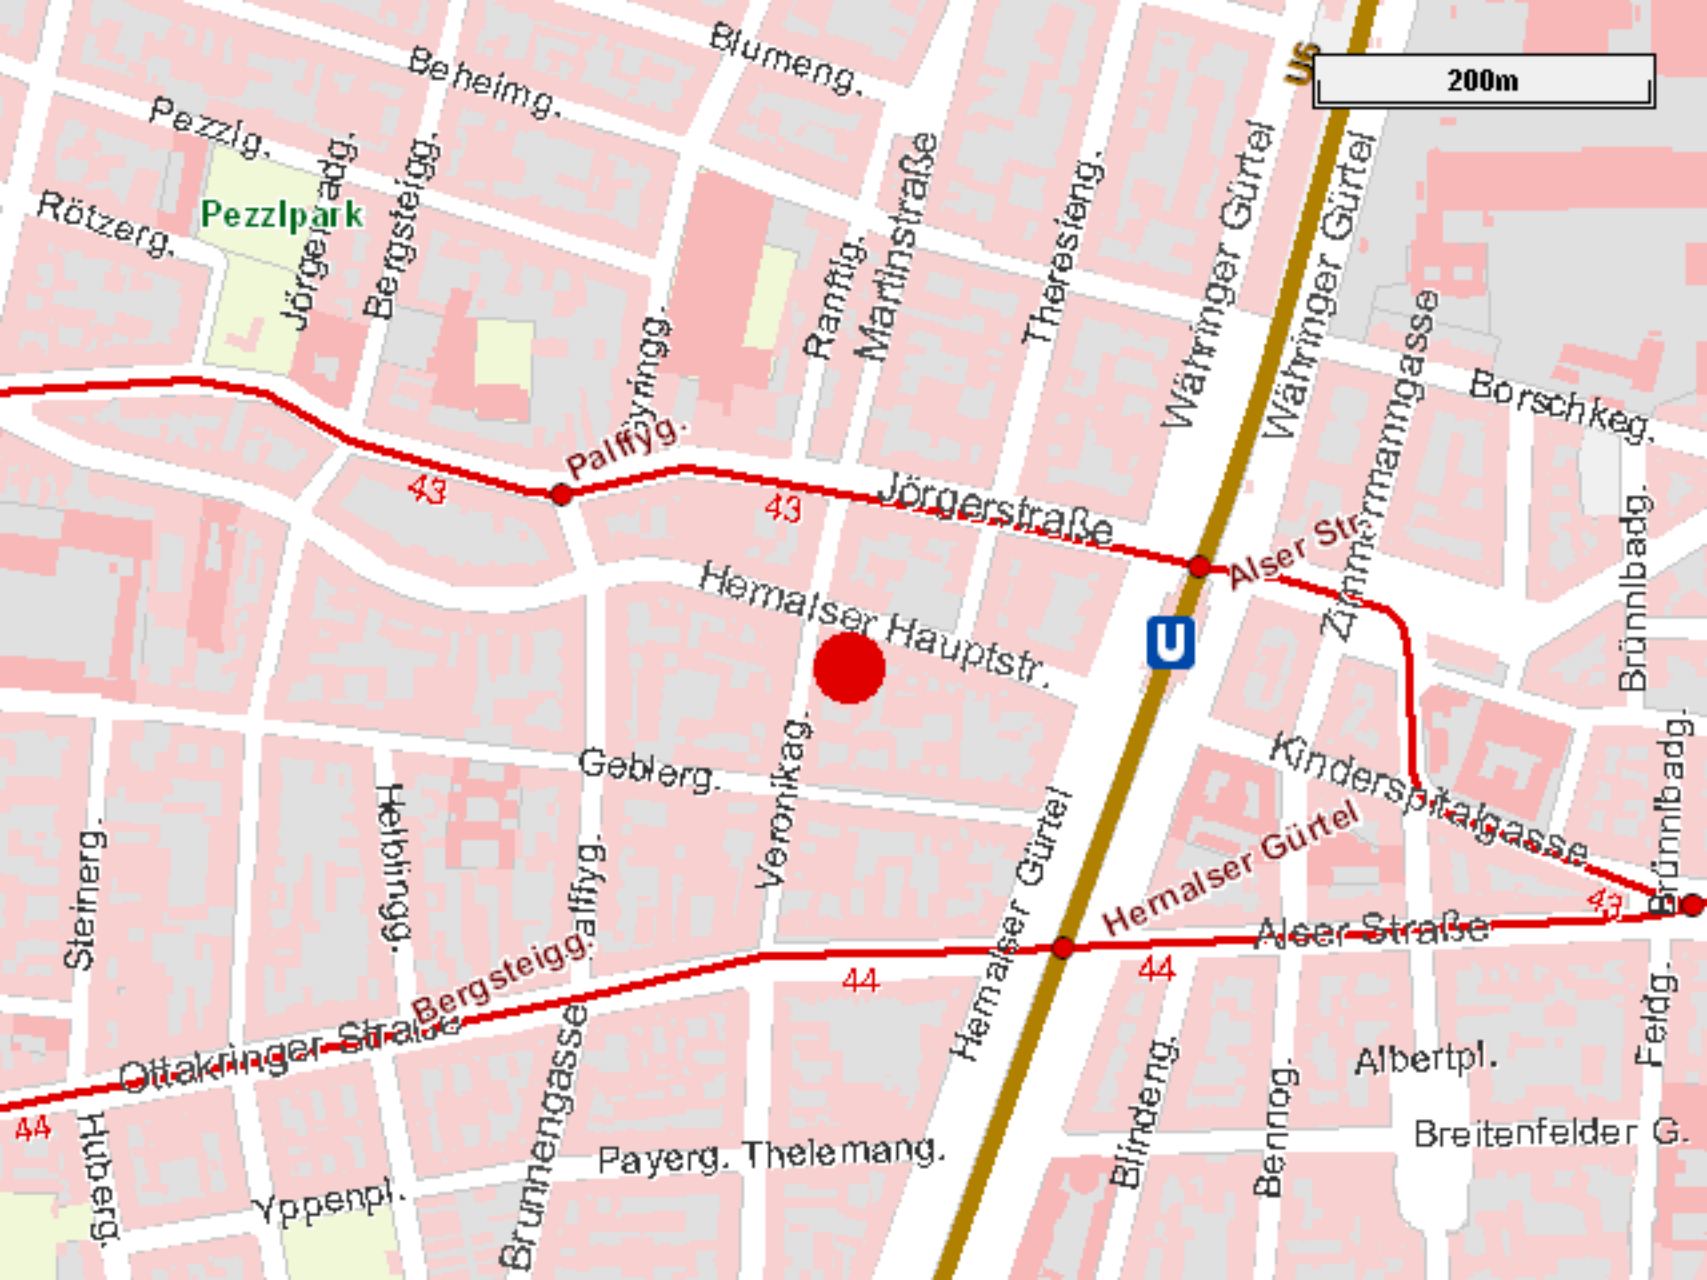 Blumeng.
Beheimg.
U6
200m
Pezzlg.
Jörgerbadg.
Bergsteigg.
Martinstraße
Theresieng.
Währinger Gürtel
Währinger Gürtel
Rötzerg.
Pezzlpark
Ranftlg.
Zimmermanngasse
Borschkeg.
Palffyg.
43
43
Jörgerstraße
Alser Str.
Brünnlbadg.
Hernalser Hauptstr.
U
Geblerg.
Veronikag.
Kinderspitalgasse
Brünnlbadg.
Steinerg.
Helblingg.
Palffyg.
Hernalser Gürtel
Hernalser Gürtel
43
Alser Straße
Bergsteigg.
44
44
Ottakringer Straße
Feldg.
Albertpl.
44
Huberg.
Brunnengasse
Payerg.
Thelemang.
Blindeng.
Bennog.
Breitenfelder G.
Yppenpl.